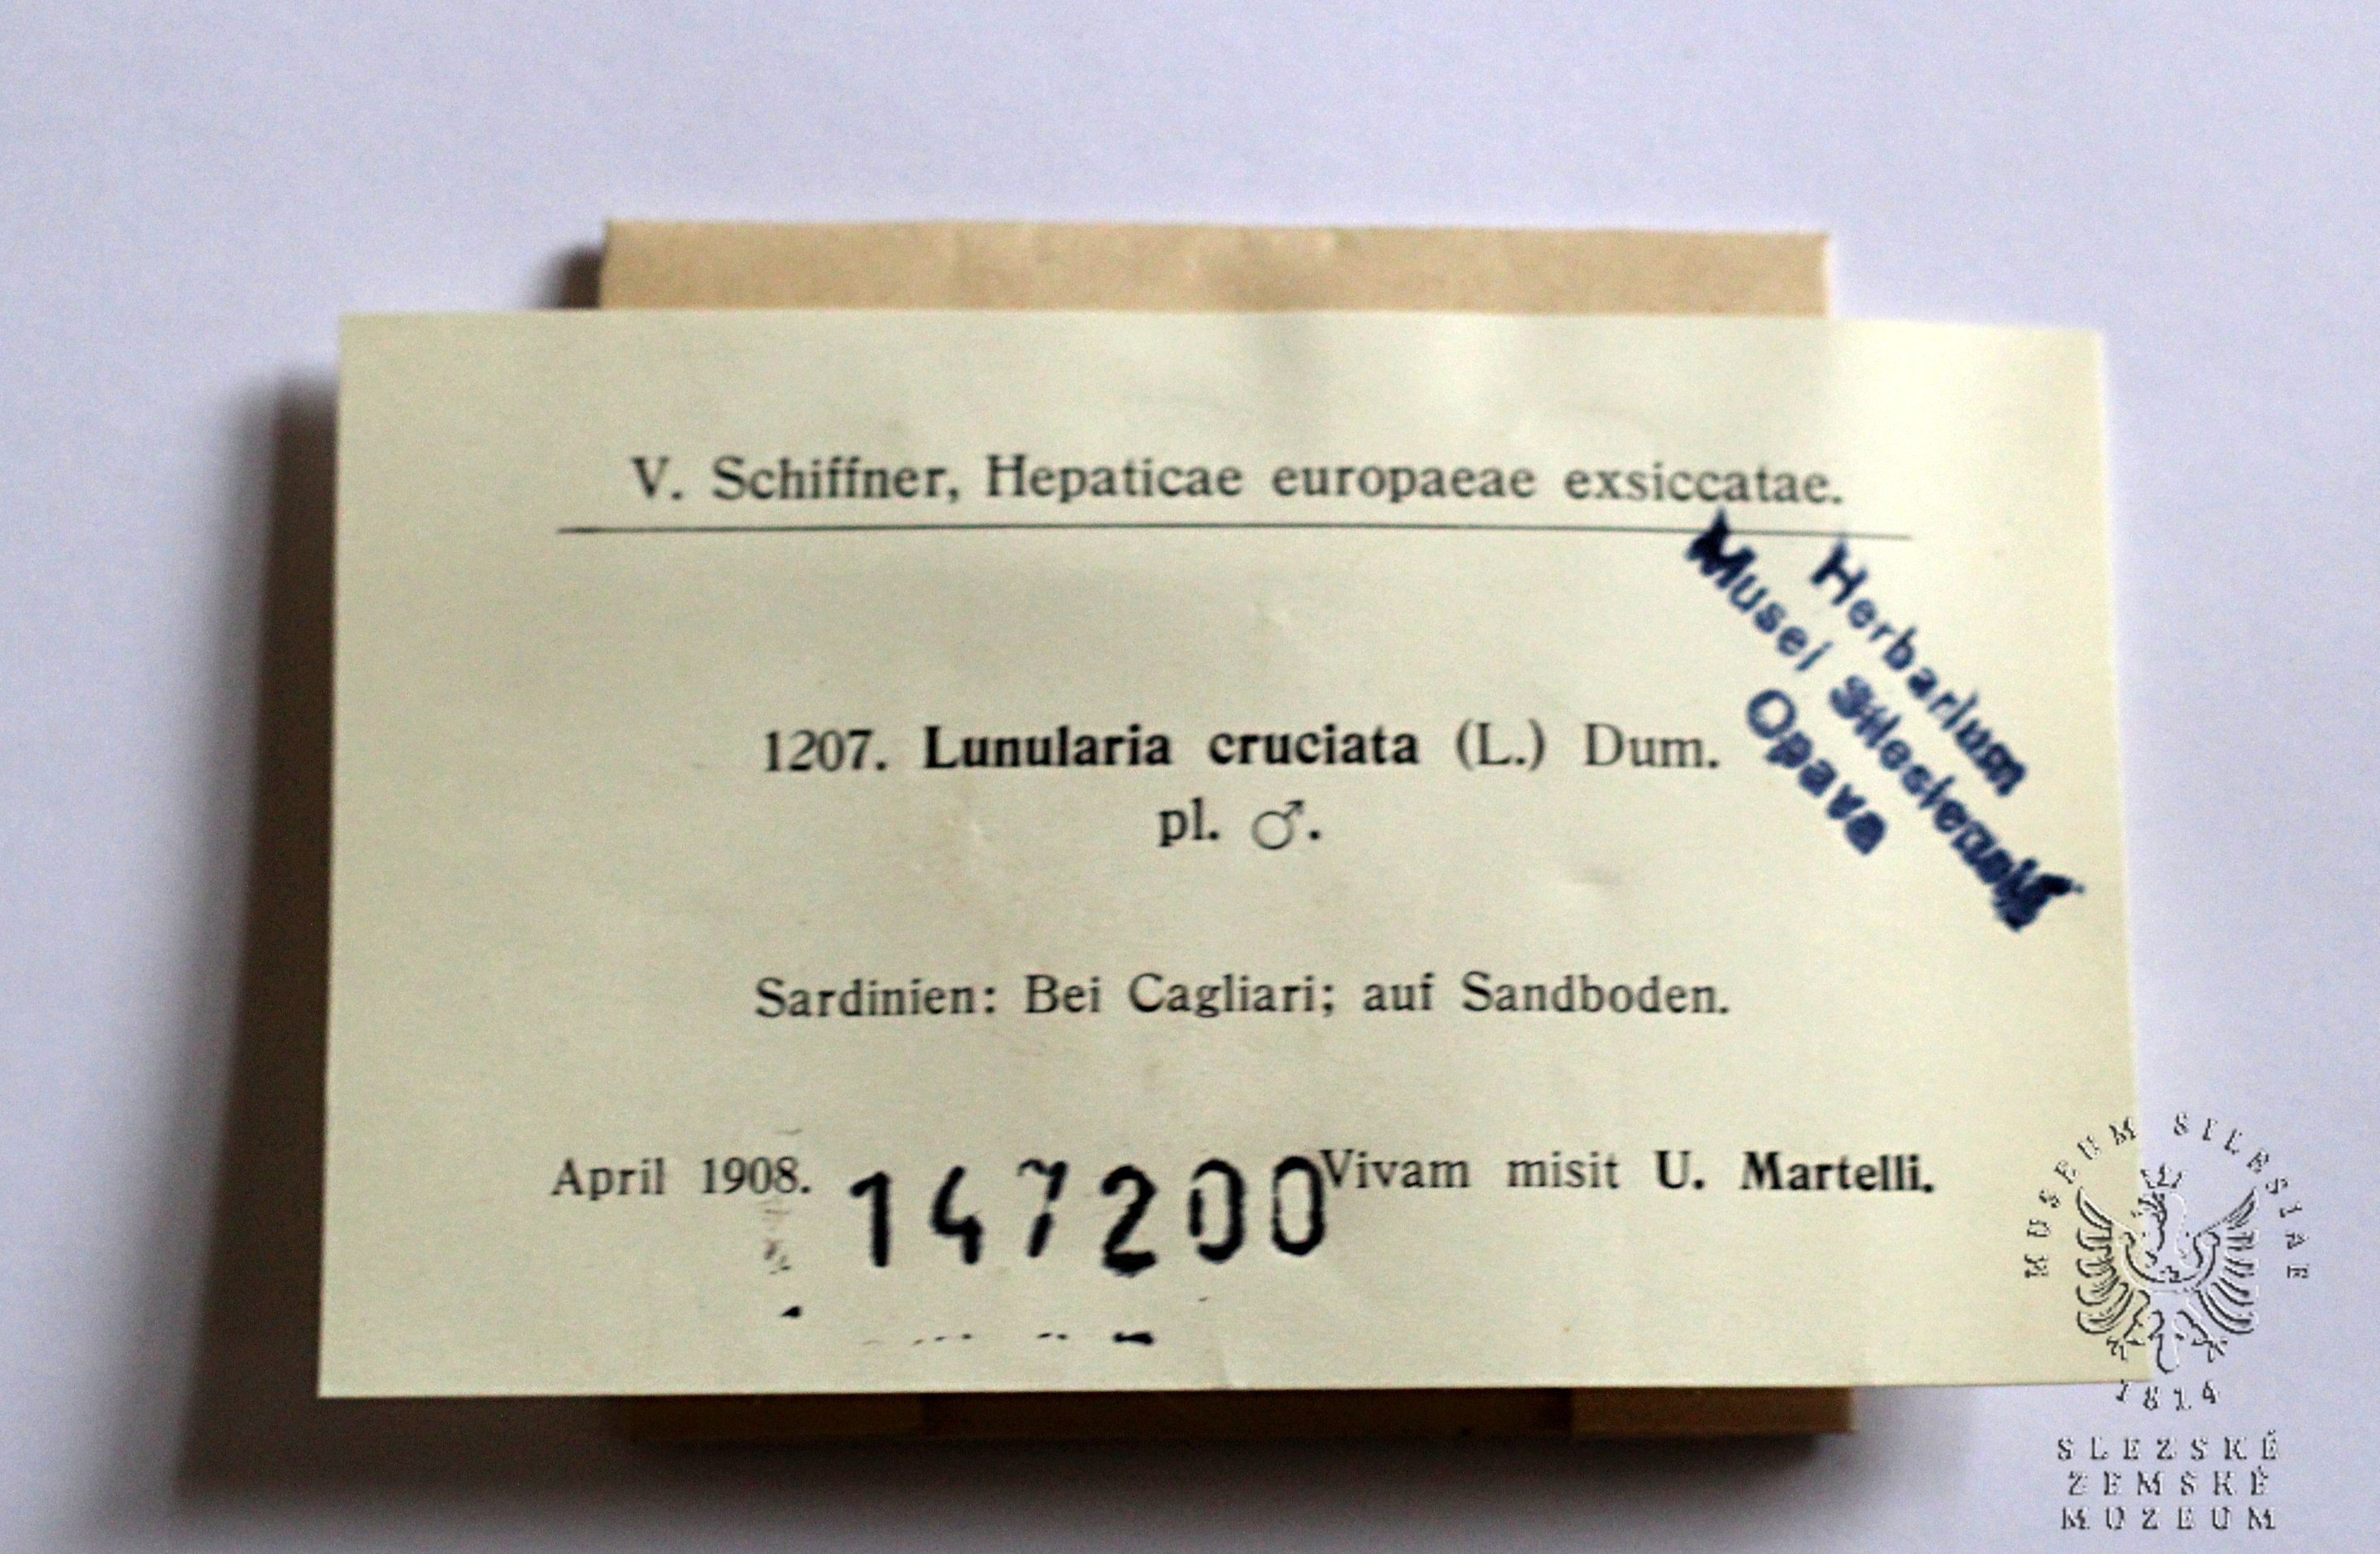 V. Schiffner, Hepaticae europaeae exsiccatae.
Herbarium
Musei Silesiensis
Opava
1207. Lunularia cruciata (L.) Dum.
pl. ♂.
Sardinien: Bei Cagliari; auf Sandboden.
April 1908.
147200
Vivam misit U. Martelli.
MUSEUM SILESIAE
1814
SLEZSKÉ
ZEMSKÉ
MUZEUM